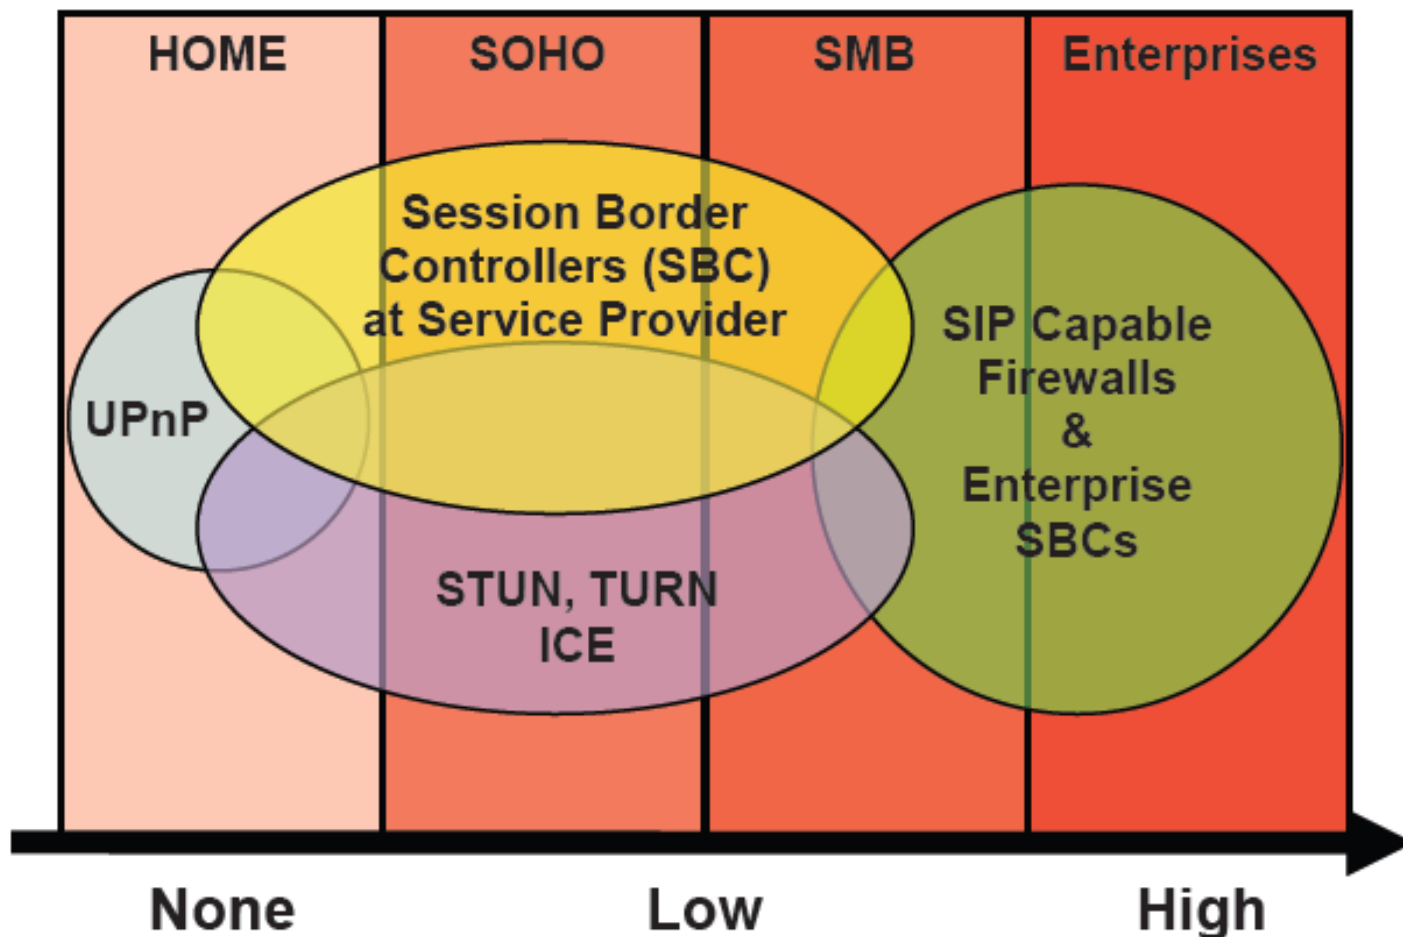 HOME SOHO SMB Enterprises
Session Border
Controllers (SBC)
at Service Provider
SIP Capable
Firewalls
&
Enterprise
SBCs
UPnP
STUN, TURN
ICE
None Low High